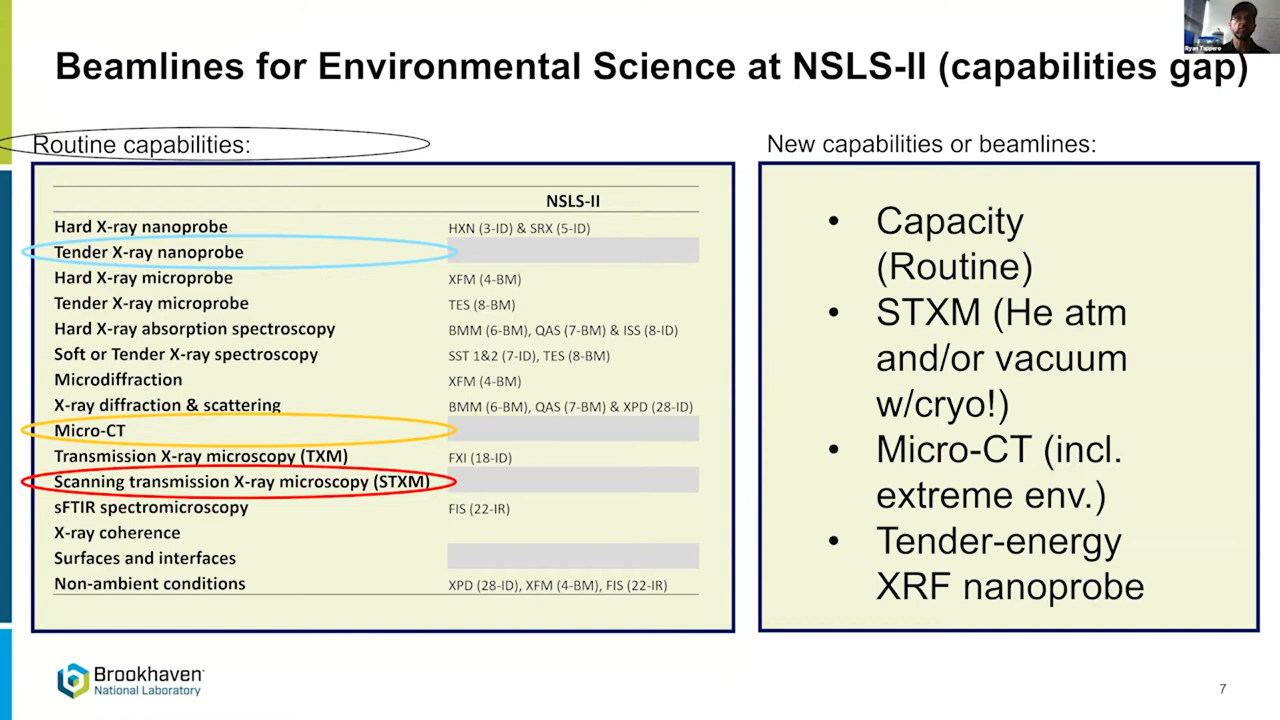 Ryan Tappero
Beamlines for Environmental Science at NSLS-II (capabilities gap)
Routine capabilities:
NSLS-II
Hard X-ray nanoprobe HXN (3-ID) & SRX (5-ID)
Tender X-ray nanoprobe
Hard X-ray microprobe XFM (4-BM)
Tender X-ray microprobe TES (8-BM)
Hard X-ray absorption spectroscopy BMM (6-BM), QAS (7-BM) & ISS (8-ID)
Soft or Tender X-ray spectroscopy SST 1&2 (7-ID), TES (8-BM)
Microdiffraction XFM (4-BM)
X-ray diffraction & scattering BMM (6-BM), QAS (7-BM) & XPD (28-ID)
Micro-CT
Transmission X-ray microscopy (TXM) FXI (18-ID)
Scanning transmission X-ray microscopy (STXM)
sFTIR spectromicroscopy FIS (22-IR)
X-ray coherence
Surfaces and interfaces
Non-ambient conditions XPD (28-ID), XFM (4-BM), FIS (22-IR)
New capabilities or beamlines:
• Capacity
(Routine)
• STXM (He atm
and/or vacuum
w/cryo!)
• Micro-CT (incl.
extreme env.)
• Tender-energy
XRF nanoprobe
Brookhaven
National Laboratory
7